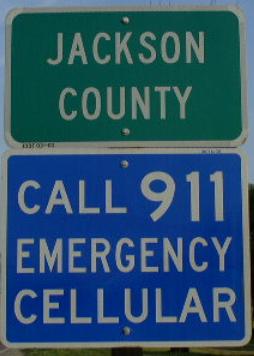 JACKSON
COUNTY
CALL 911
EMERGENCY
CELLULAR